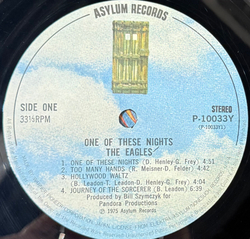 ASYLUM RECORDS
SIDE ONE
33⅓RPM
STEREO
P-10033Y
(P-10033Y1)
ONE OF THESE NIGHTS
THE EAGLES
1. ONE OF THESE NIGHTS (D. Henley-G. Frey) 4:51
2. TOO MANY HANDS (R. Meisner-D. Felder) 4:40
3. HOLLYWOOD WALTZ
(B. Leadon-T. Leadon-D. Henley-G. Frey) 4:04
4. JOURNEY OF THE SORCERER (B. Leadon) 6:39
Produced by Bill Szymczyk for
Pandora Productions
Ⓟ 1975 Asylum Records